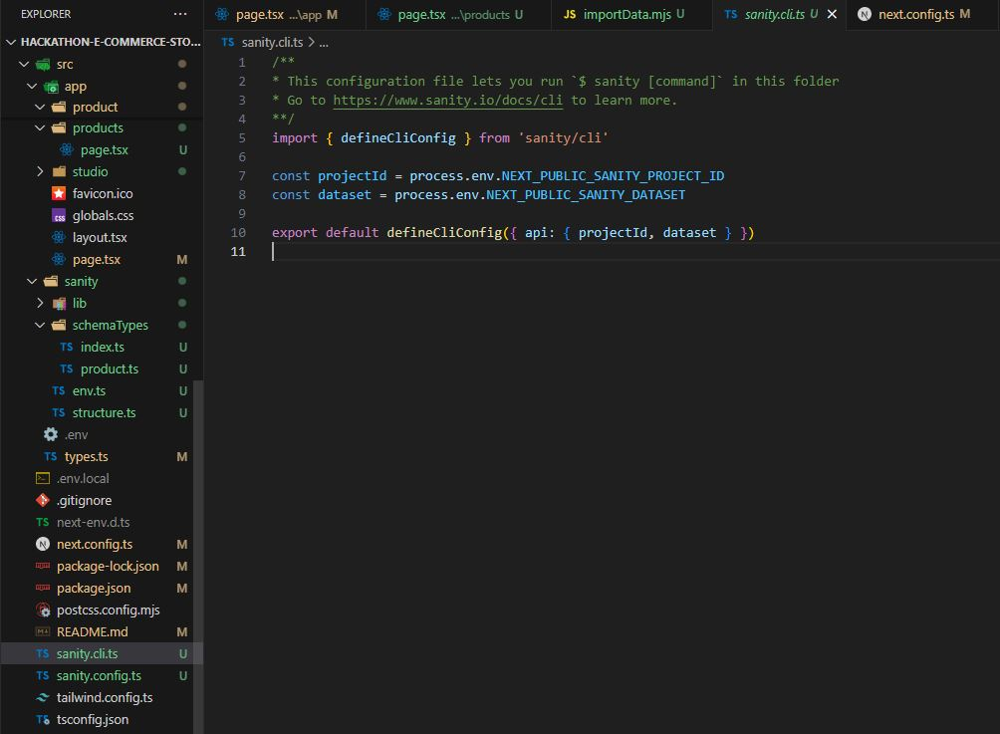 EXPLORER
HACKATHON-E-COMMERCE-STO...
src
app
product
products
page.tsx U
studio
favicon.ico
globals.css
layout.tsx
page.tsx M
sanity
lib
schemaTypes
TS index.ts U
TS product.ts U
TS env.ts U
TS structure.ts U
.env
TS types.ts M
.env.local
.gitignore
TS next-env.d.ts
N next.config.ts M
package-lock.json M
package.json M
postcss.config.mjs
README.md M
TS sanity.cli.ts U
TS sanity.config.ts U
tailwind.config.ts
TS tsconfig.json
page.tsx ...\app M
page.tsx ...\products U
JS importData.mjs U
TS sanity.cli.ts U
N next.config.ts M
TS sanity.cli.ts > ...
1 /**
2 * This configuration file lets you run `$ sanity [command]` in this folder
3 * Go to https://www.sanity.io/docs/cli to learn more.
4 **/
5 import { defineCliConfig } from 'sanity/cli'
6
7 const projectId = process.env.NEXT_PUBLIC_SANITY_PROJECT_ID
8 const dataset = process.env.NEXT_PUBLIC_SANITY_DATASET
9
10 export default defineCliConfig({ api: { projectId, dataset } })
11